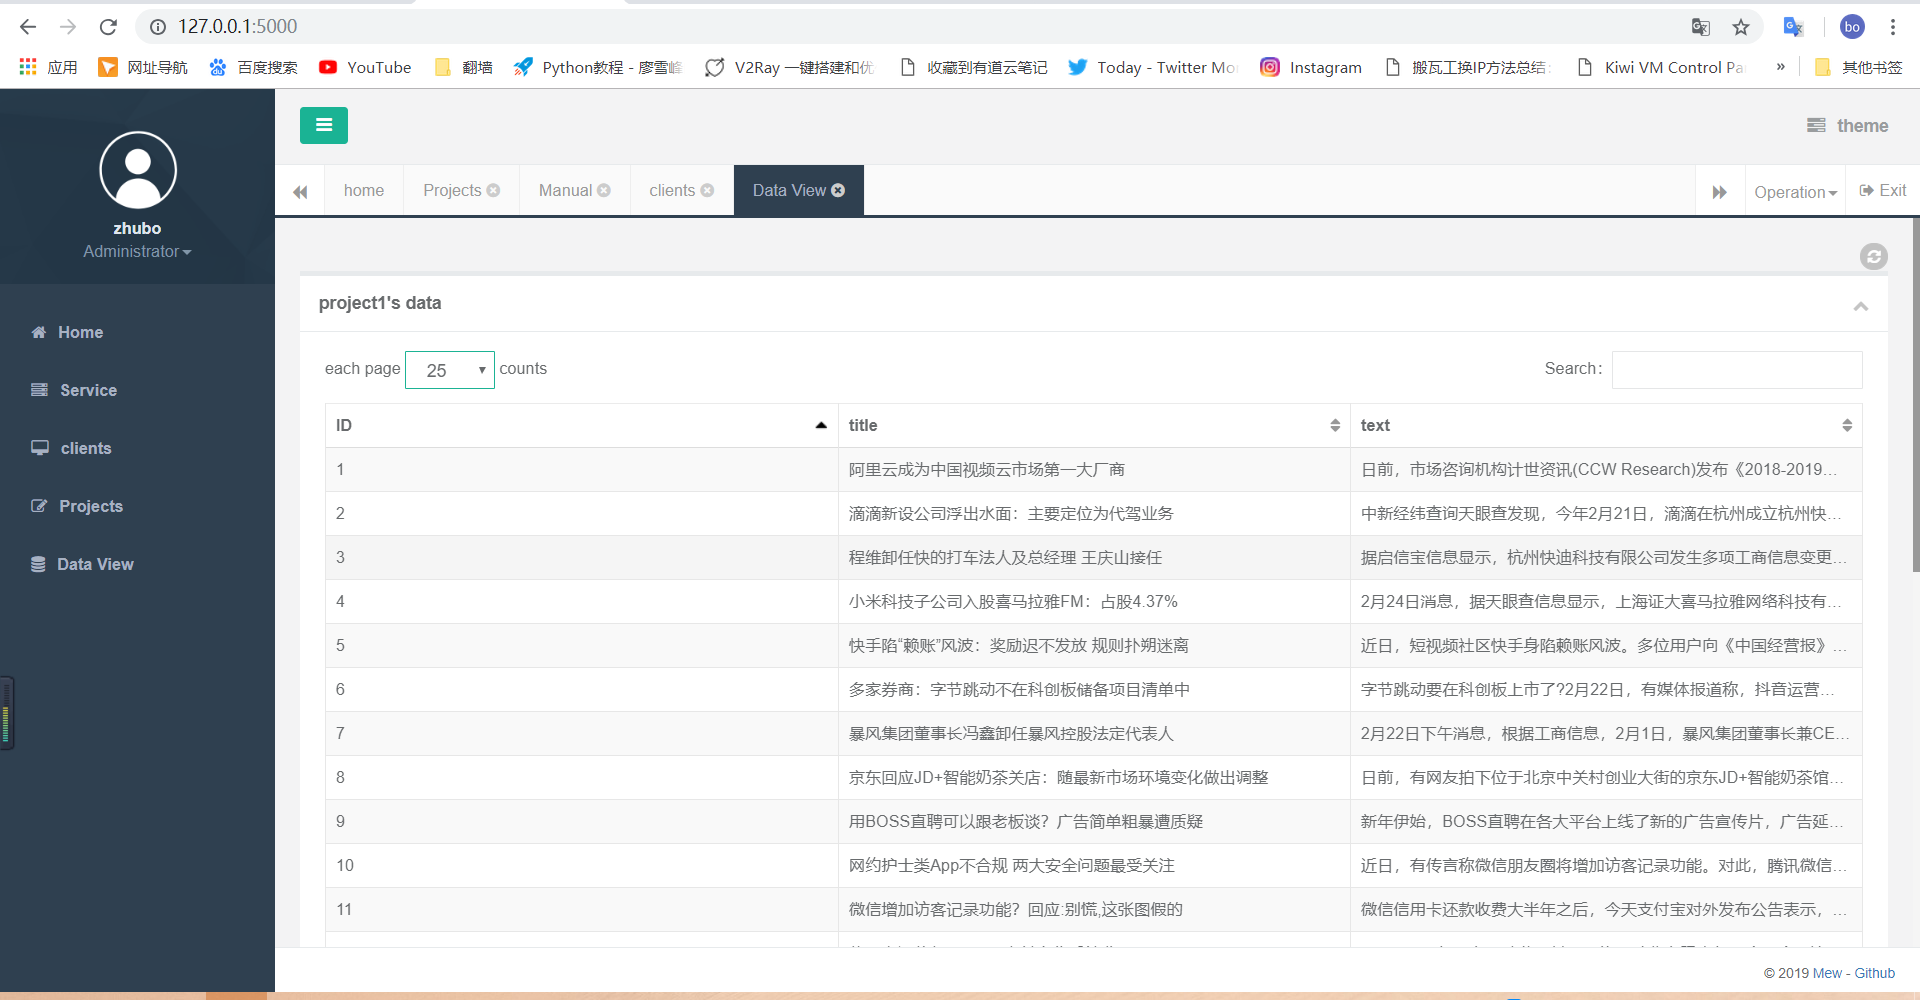 127.0.0.1:5000
bo
应用
网址导航
百度搜索
YouTube
翻墙
Python教程 - 廖雪峰
V2Ray 一键搭建和优
收藏到有道云笔记
Today - Twitter Mo
Instagram
搬瓦工换IP方法总结:
Kiwi VM Control Pa
»
其他书签
theme
zhubo
Administrator
home
Projects
Manual
clients
Data View
Operation
Exit
Home
Service
clients
Projects
Data View
project1's data
each page 25 counts
Search:
ID title text
1 阿里云成为中国视频云市场第一大厂商 日前，市场咨询机构计世资讯(CCW Research)发布《2018-2019...
2 滴滴新设公司浮出水面：主要定位为代驾业务 中新经纬查询天眼查发现，今年2月21日，滴滴在杭州成立杭州快...
3 程维卸任快的打车法人及总经理 王庆山接任 据启信宝信息显示，杭州快迪科技有限公司发生多项工商信息变更...
4 小米科技子公司入股喜马拉雅FM：占股4.37% 2月24日消息，据天眼查信息显示，上海证大喜马拉雅网络科技有...
5 快手陷“赖账”风波：奖励迟不发放 规则扑朔迷离 近日，短视频社区快手身陷赖账风波。多位用户向《中国经营报》...
6 多家券商：字节跳动不在科创板储备项目清单中 字节跳动要在科创板上市了?2月22日，有媒体报道称，抖音运营...
7 暴风集团董事长冯鑫卸任暴风控股法定代表人 2月22日下午消息，根据工商信息，2月1日，暴风集团董事长兼CE...
8 京东回应JD+智能奶茶关店：随最新市场环境变化做出调整 日前，有网友拍下位于北京中关村创业大街的京东JD+智能奶茶馆...
9 用BOSS直聘可以跟老板谈？广告简单粗暴遭质疑 新年伊始，BOSS直聘在各大平台上线了新的广告宣传片，广告延...
10 网约护士类App不合规 两大安全问题最受关注 近日，有传言称微信朋友圈将增加访客记录功能。对此，腾讯微信...
11 微信增加访客记录功能？回应:别慌,这张图假的 微信信用卡还款收费大半年之后，今天支付宝对外发布公告表示，...
© 2019 Mew - Github